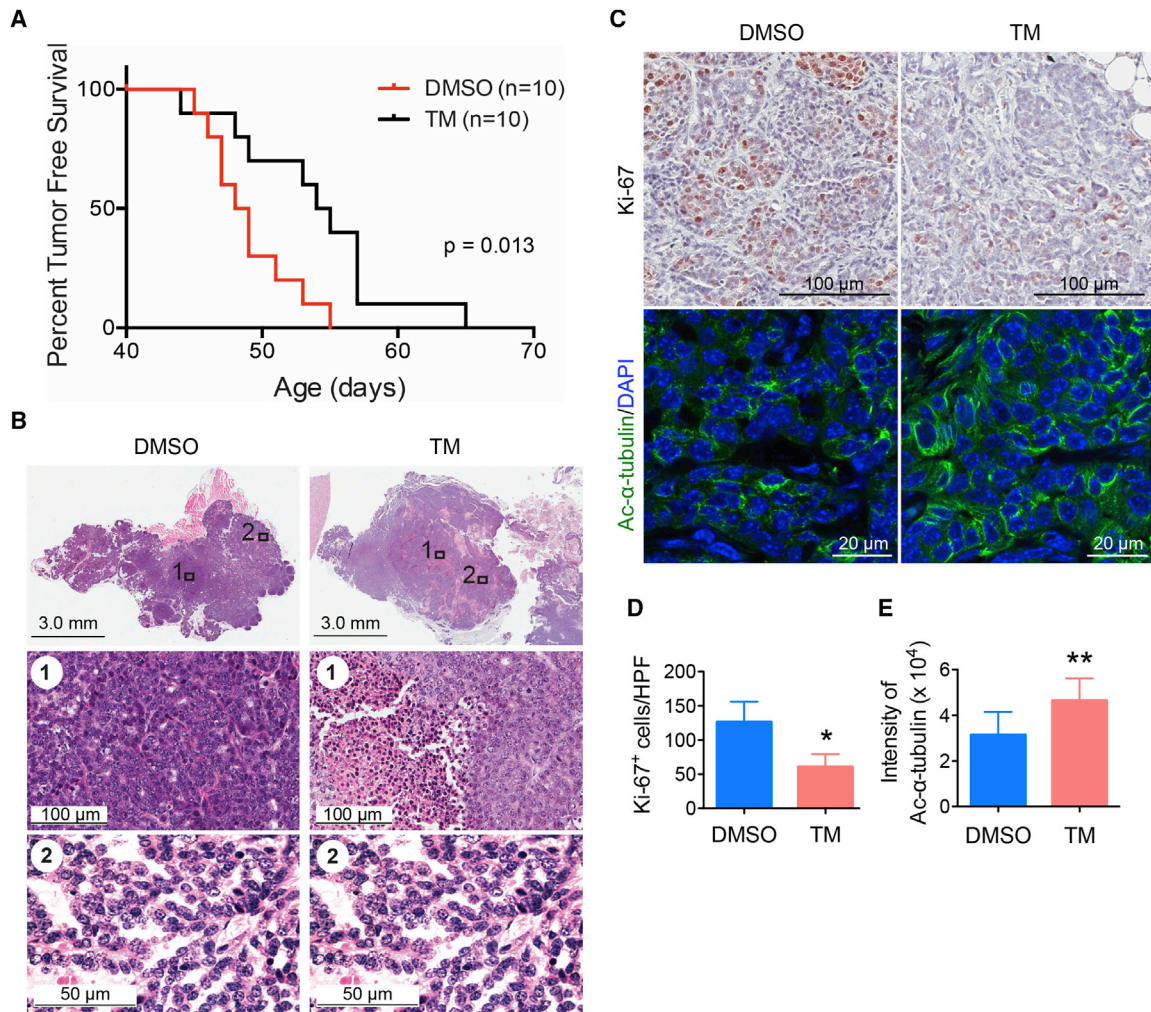 A
Percent Tumor Free Survival
100
50
0
40
50
60
70
Age (days)
DMSO (n=10)
TM (n=10)
p = 0.013
B
DMSO
TM
1
2
3.0 mm
1
2
3.0 mm
1
100 µm
1
100 µm
2
50 µm
2
50 µm
C
DMSO
TM
Ki-67
100 µm
100 µm
Ac-α-tubulin/DAPI
20 µm
20 µm
D
Ki-67⁺ cells/HPF
200
150
100
50
0
*
DMSO
TM
E
Intensity of
Ac-α-tubulin (x 10⁴)
6
4
2
0
**
DMSO
TM